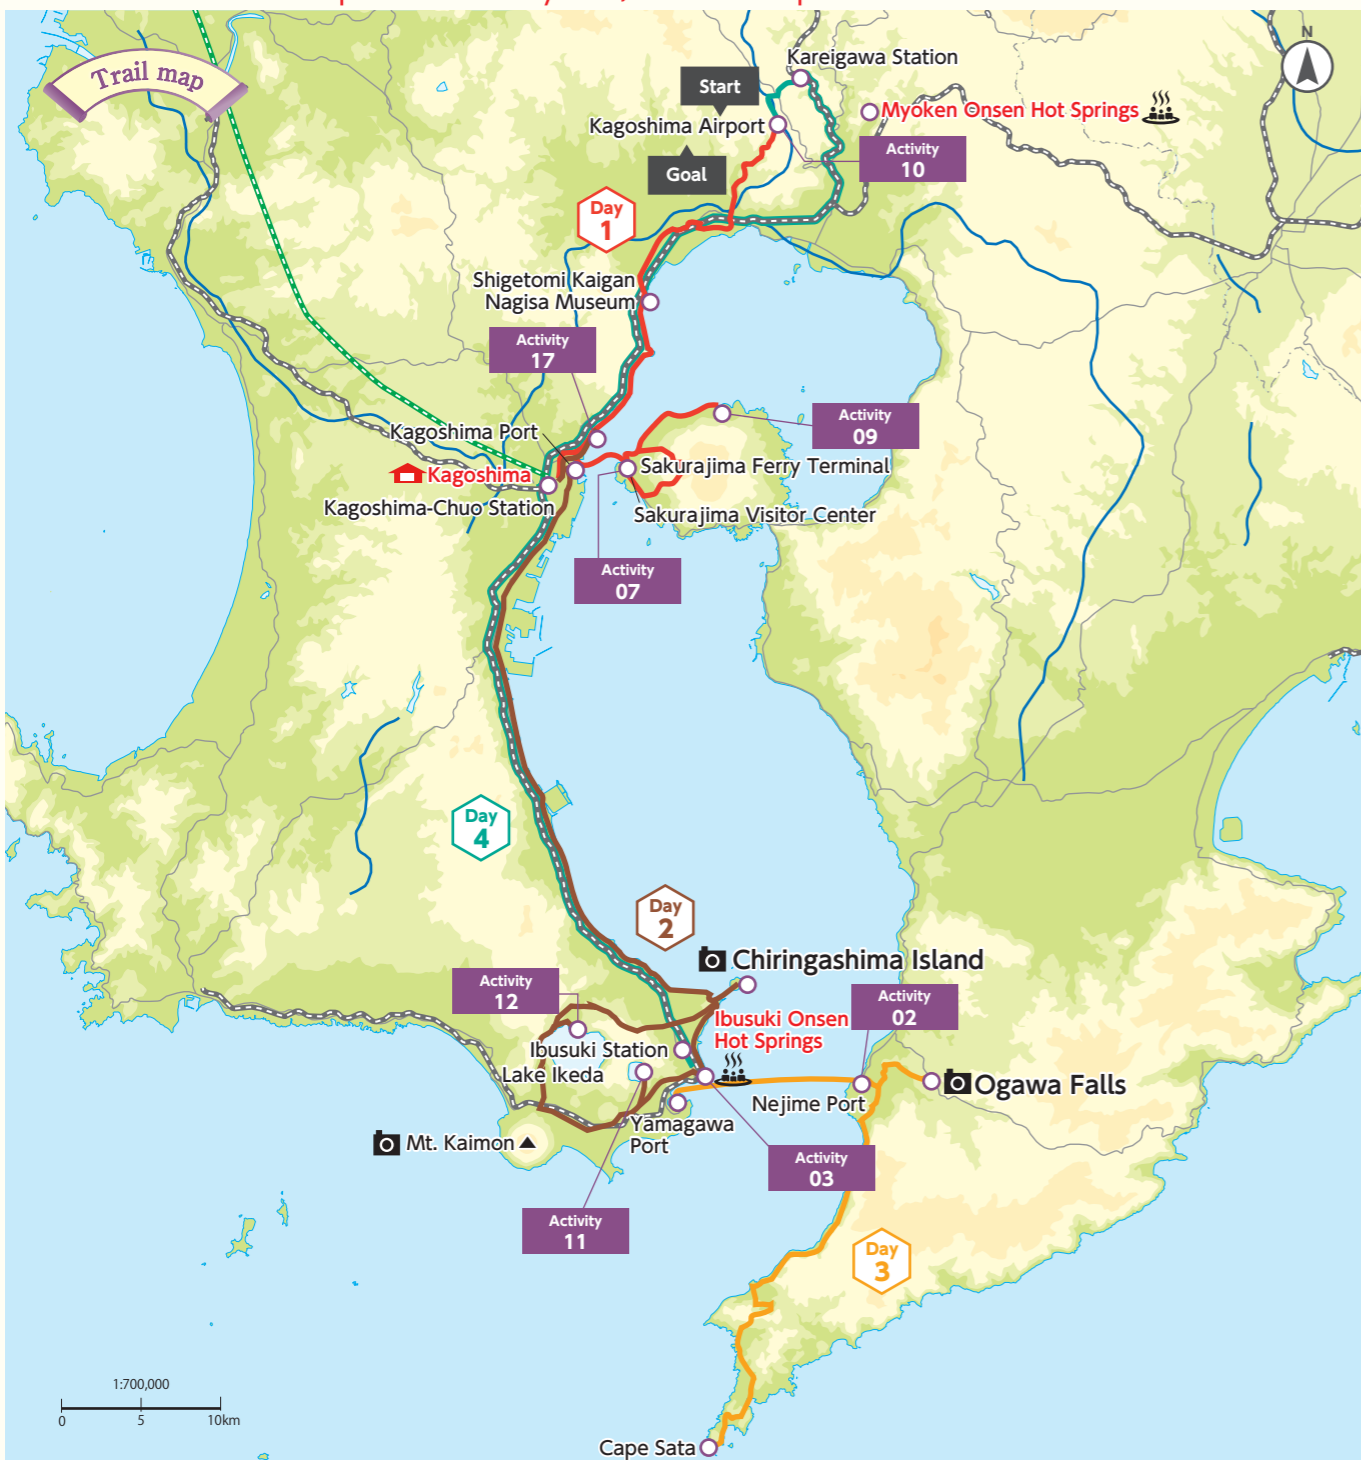 Trail map
N
Kareigawa Station
Start
Kagoshima Airport
Goal
Myoken Onsen Hot Springs
Activity
10
Day
1
Shigetomi Kaigan
Nagisa Museum
Activity
17
Kagoshima Port
Activity
09
Kagoshima
Sakurajima Ferry Terminal
Kagoshima-Chuo Station
Sakurajima Visitor Center
Activity
07
Day
4
Day
2
Chiringashima Island
Activity
12
Activity
02
Ibusuki Onsen
Hot Springs
Ibusuki Station
Lake Ikeda
Ogawa Falls
Nejime Port
Yamagawa
Port
Mt. Kaimon
Activity
03
Activity
11
Day
3
1:700,000
0 5 10km
Cape Sata